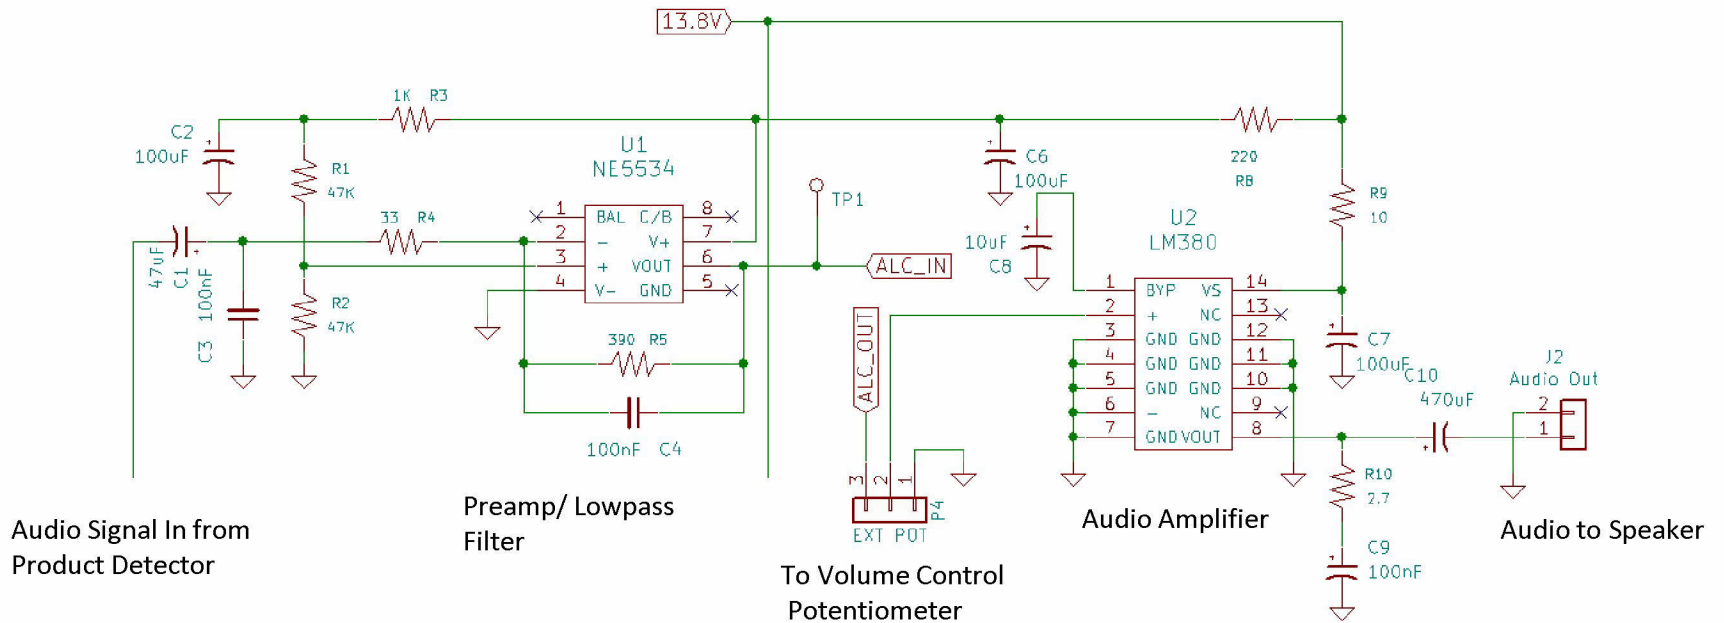 13.8V
1K R3
C2
100uF
R1
47K
U1
NE5534
C6
100uF
220
R8
R9
10
TP1
33 R4
1 BAL C/B 8
2 - V+ 7
3 + VOUT 6
4 V- GND 5
ALC_IN
47uF
C1
100nF
C3
R2
47K
10uF
C8
U2
LM380
1 BYP VS 14
2 + NC 13
3 GND GND 12
4 GND GND 11
5 GND GND 10
6 - NC 9
7 GND VOUT 8
390 R5
100nF C4
ALC_OUT
C7
100uF
C10
470uF
J2
Audio Out
2
1
3 2 1
P4
EXT POT
R10
2.7
C9
100nF
Audio Signal In from
Product Detector
Preamp/ Lowpass
Filter
To Volume Control
Potentiometer
Audio Amplifier
Audio to Speaker